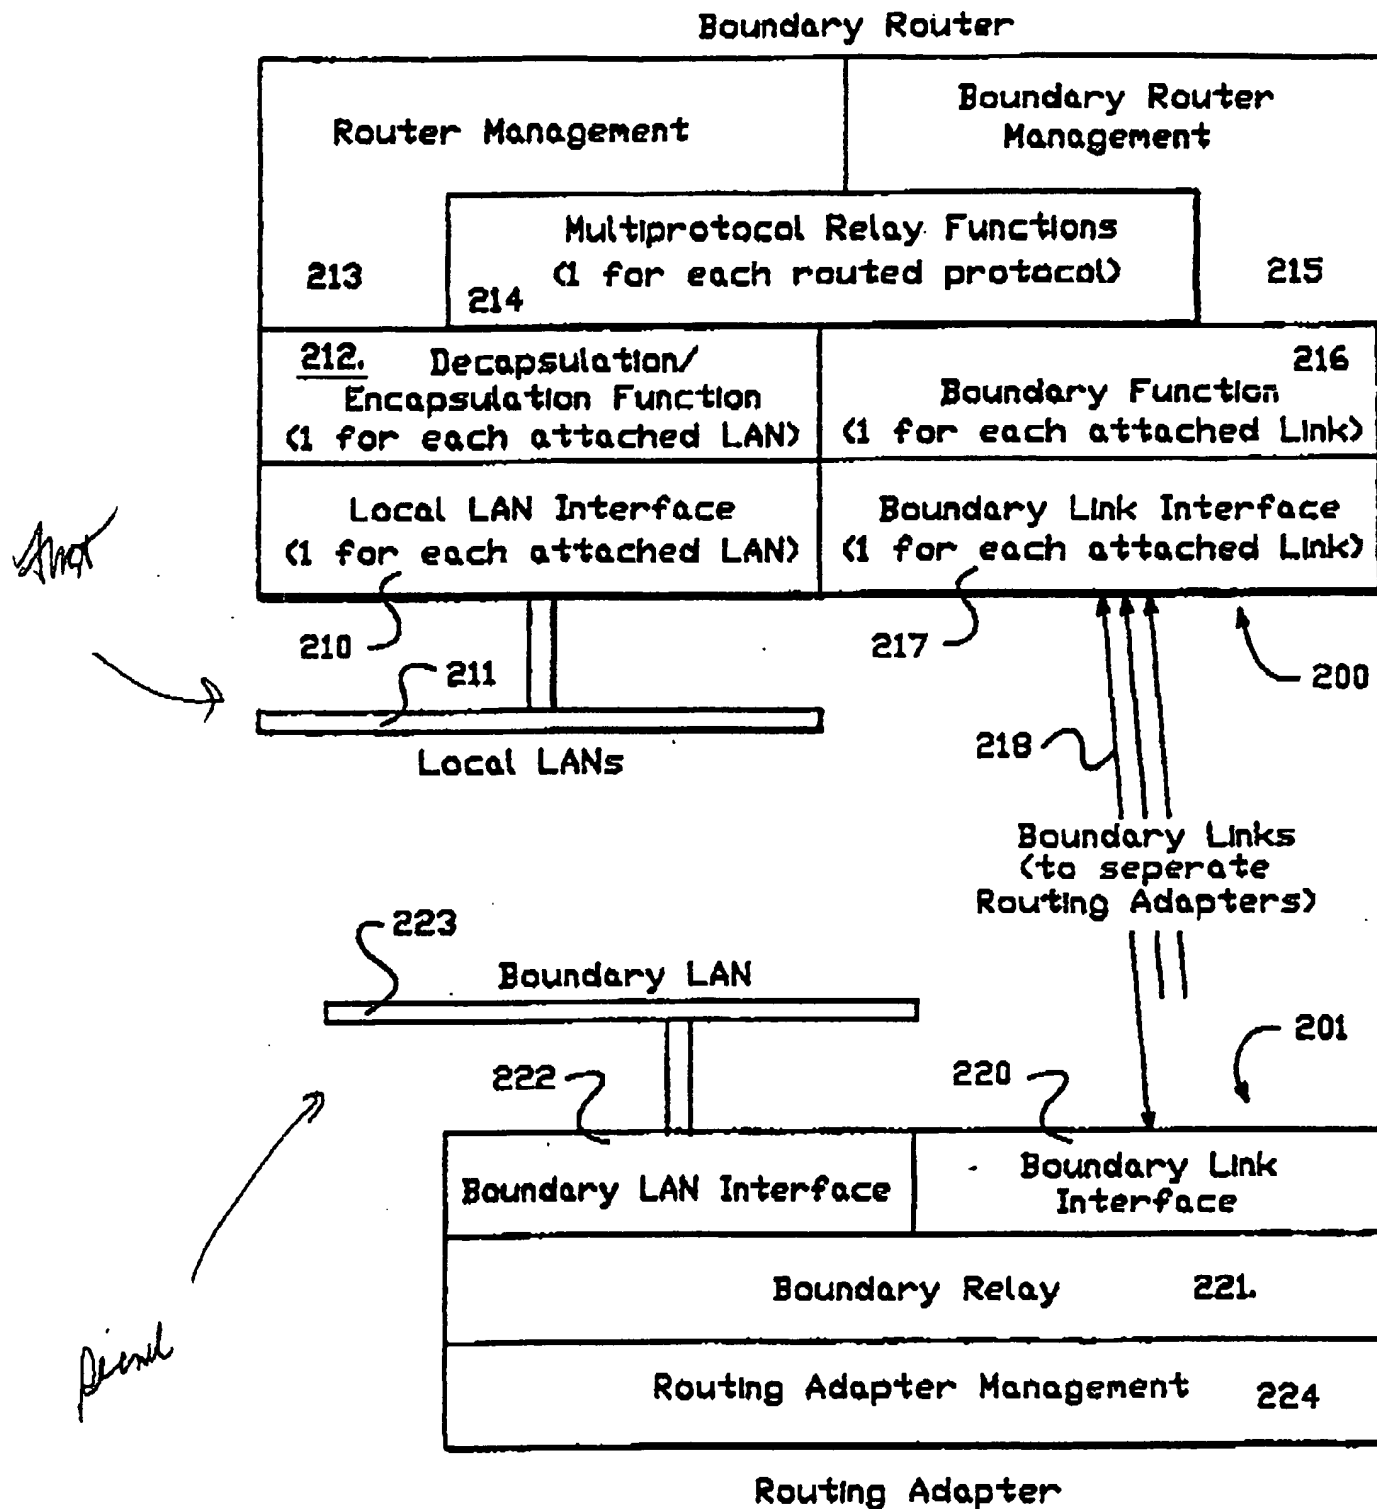 Boundary Router
Router Management
Boundary Router
Management
Multiprotocol Relay Functions
(1 for each routed protocol)
213
214
215
212. Decapsulation/
Encapsulation Function
(1 for each attached LAN)
216
Boundary Function
(1 for each attached Link)
Local LAN Interface
(1 for each attached LAN)
Boundary Link Interface
(1 for each attached Link)
210
217
211
200
Local LANs
218
Boundary Links
(to seperate
Routing Adapters)
223
Boundary LAN
201
222
220
Boundary LAN Interface
Boundary Link
Interface
Boundary Relay 221.
Routing Adapter Management 224
Routing Adapter